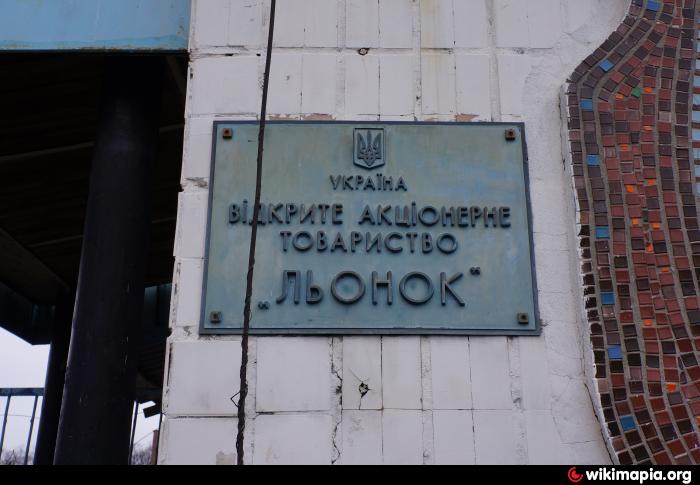 УКРАЇНА
ВІДКРИТЕ АКЦІОНЕРНЕ
ТОВАРИСТВО
„ЛЬОНОК“
wikimapia.org